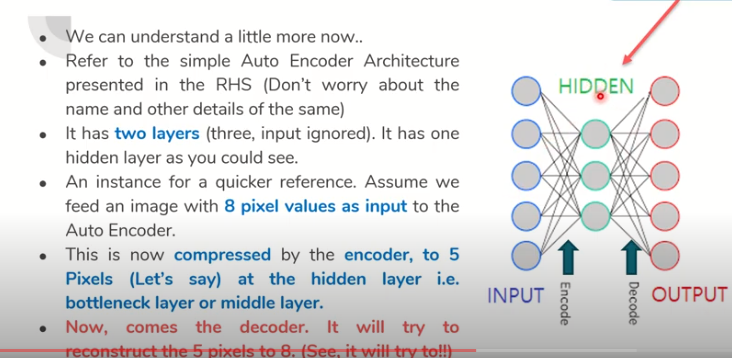 We can understand a little more now..
Refer to the simple Auto Encoder Architecture
presented in the RHS (Don't worry about the
name and other details of the same)
It has two layers (three, input ignored). It has one
hidden layer as you could see.
An instance for a quicker reference. Assume we
feed an image with 8 pixel values as input to the
Auto Encoder.
This is now compressed by the encoder, to 5
Pixels (Let's say) at the hidden layer i.e.
bottleneck layer or middle layer.
Now, comes the decoder. It will try to
reconstruct the 5 pixels to 8. (See, it will try to!!)
HIDDEN
INPUT
Encode
Decode
OUTPUT